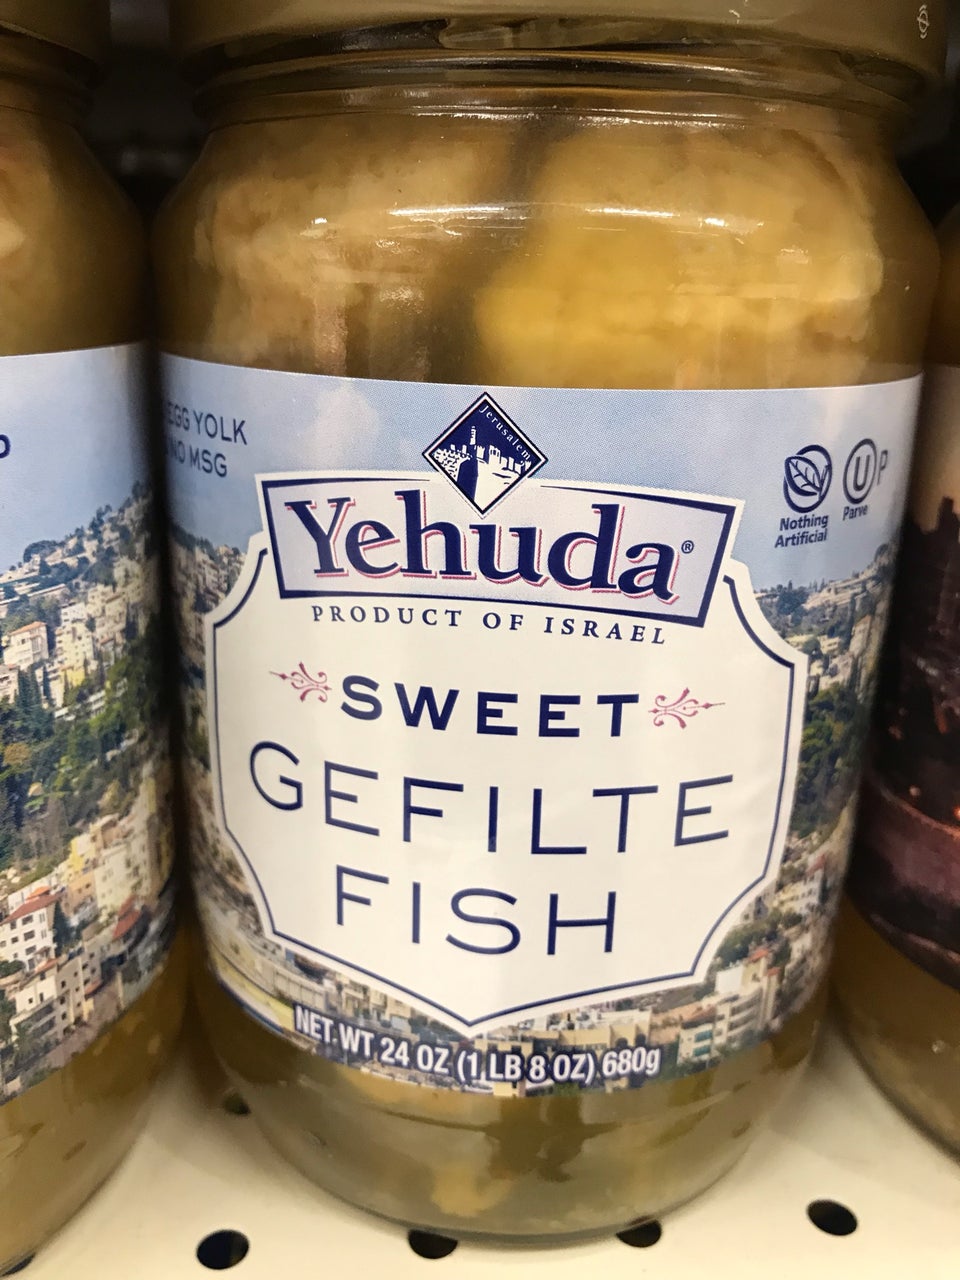 EGG YOLK
NO MSG
Jerusalem
Yehuda®
PRODUCT OF ISRAEL
Nothing
Artificial
U P
Parve
SWEET
GEFILTE
FISH
NET WT 24 OZ (1 LB 8 OZ) 680g